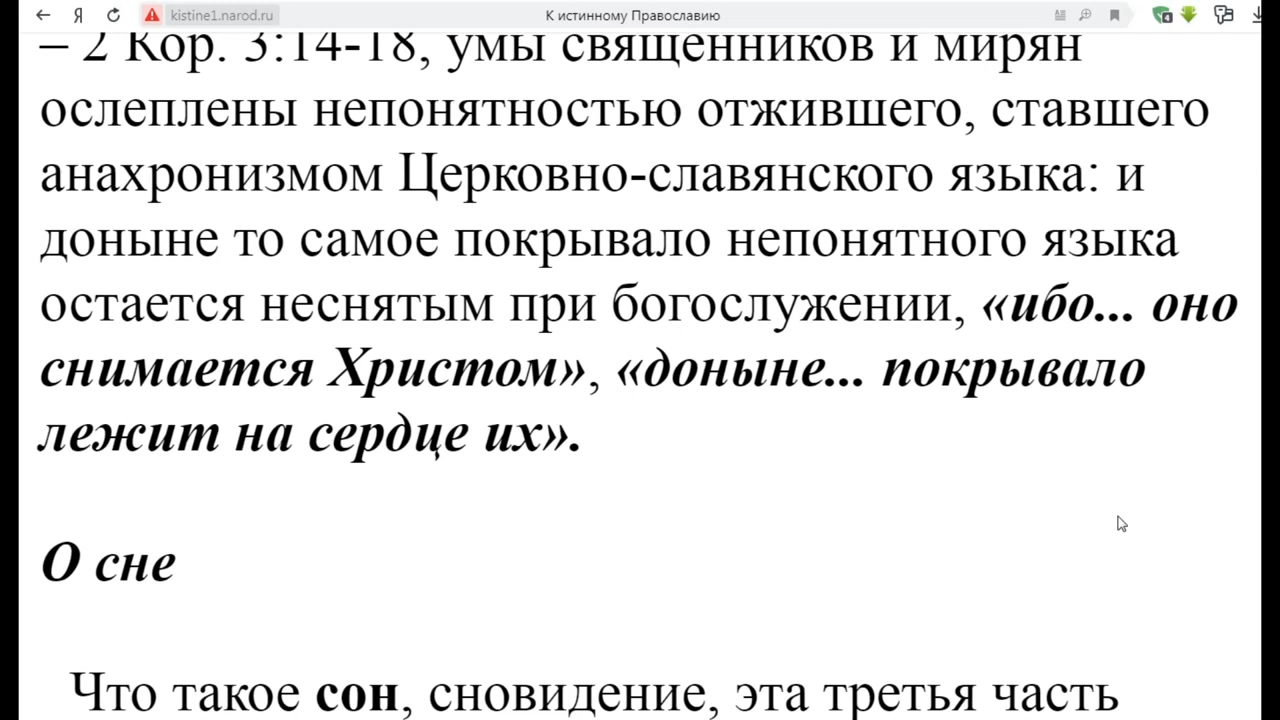 kistine1.narod.ru
К истинному Православию
– 2 Кор. 3:14-18, умы священников и мирян
ослеплены непонятностью отжившего, ставшего
анахронизмом Церковно-славянского языка: и
доныне то самое покрывало непонятного языка
остается неснятым при богослужении, «ибо... оно
снимается Христом», «доныне... покрывало
лежит на сердце их».
О сне
Что такое сон, сновидение, эта третья часть